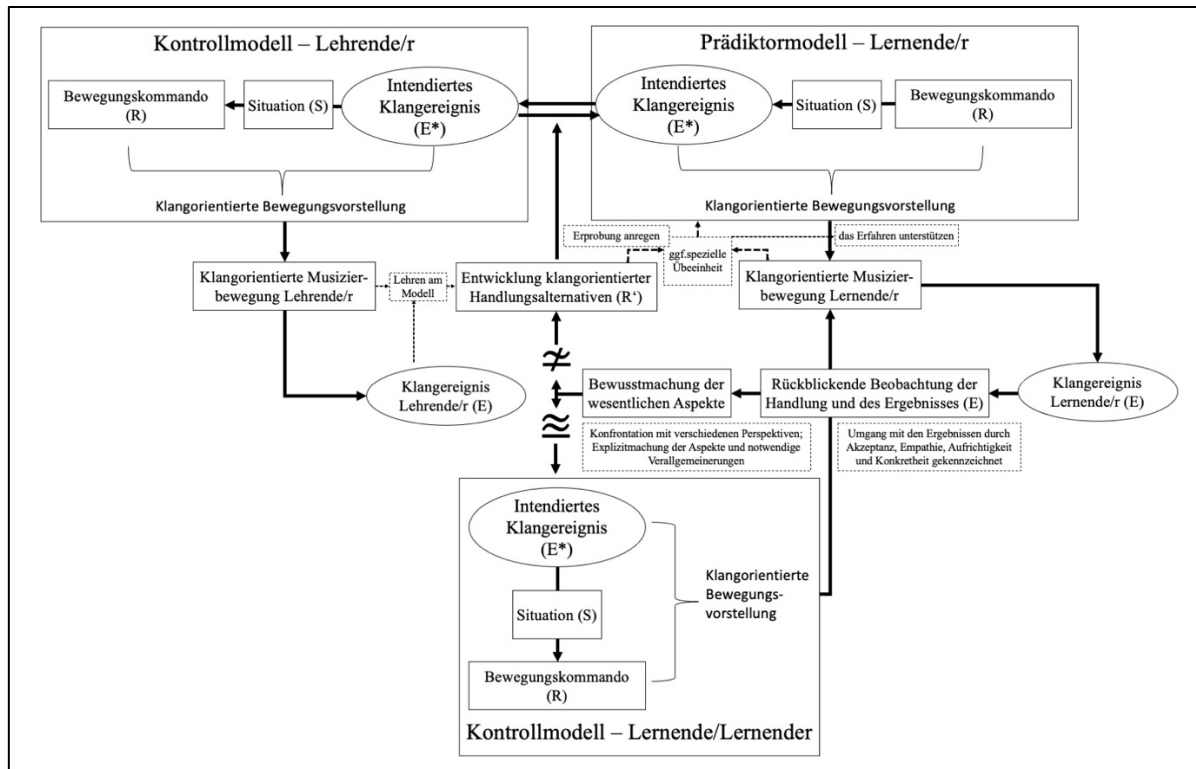 Kontrollmodell – Lehrende/r
Bewegungskommando
(R)
Situation (S)
Intendiertes
Klangereignis
(E*)
Klangorientierte Bewegungsvorstellung
Prädiktormodell – Lernende/r
Intendiertes
Klangereignis
(E*)
Situation (S)
Bewegungskommando
(R)
Klangorientierte Bewegungsvorstellung
Erprobung anregen
das Erfahren unterstützen
ggf.spezielle
Übeeinheit
Klangorientierte Musizier-
bewegung Lehrende/r
Lehren am
Modell
Entwicklung klangorientierter
Handlungsalternativen (R‘)
Klangorientierte Musizier-
bewegung Lernende/r
≄
Klangereignis
Lehrende/r (E)
Bewusstmachung der
wesentlichen Aspekte
Rückblickende Beobachtung der
Handlung und des Ergebnisses (E)
Klangereignis
Lernende/r (E)
≊
Konfrontation mit verschiedenen Perspektiven;
Explizitmachung der Aspekte und notwendige
Verallgemeinerungen
Umgang mit den Ergebnissen durch
Akzeptanz, Empathie, Aufrichtigkeit
und Konkretheit gekennzeichnet
Intendiertes
Klangereignis
(E*)
Situation (S)
Bewegungskommando
(R)
Klangorientierte
Bewegungs-
vorstellung
Kontrollmodell – Lernende/Lernender